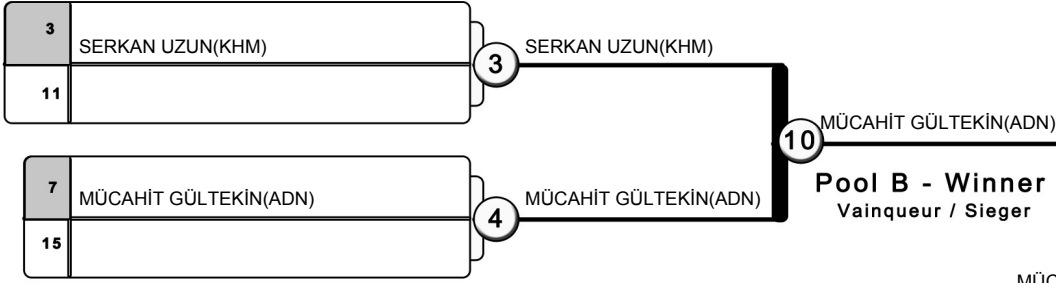 3
SERKAN UZUN(KHM)
11
3
SERKAN UZUN(KHM)
10
MÜCAHİT GÜLTEKİN(ADN)
Pool B - Winner
Vainqueur / Sieger
7
MÜCAHİT GÜLTEKİN(ADN)
15
4
MÜCAHİT GÜLTEKİN(ADN)
MÜC